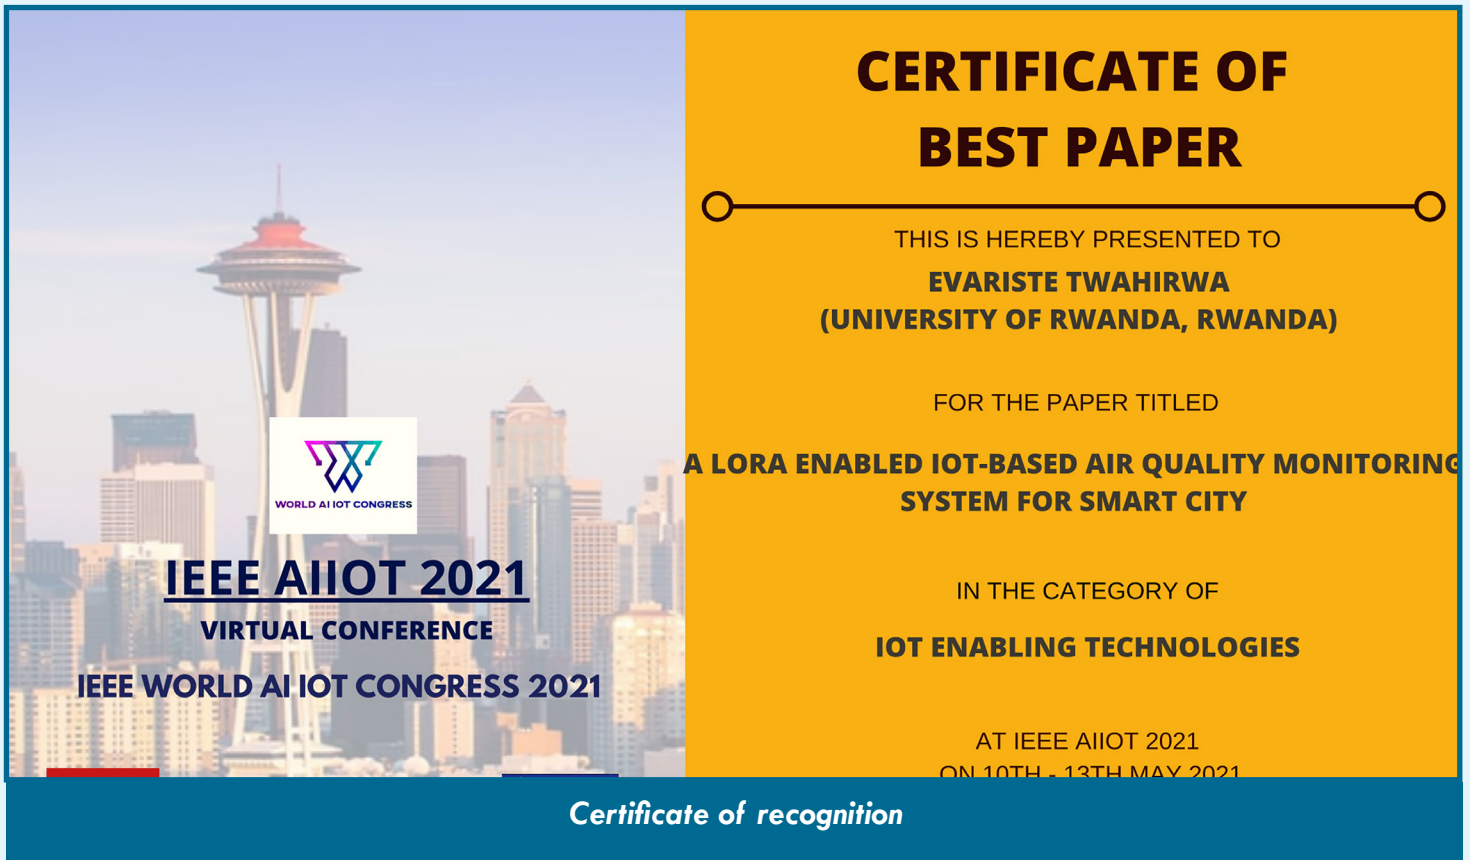 WORLD AI IOT CONGRESS
IEEE AIIOT 2021
VIRTUAL CONFERENCE
IEEE WORLD AI IOT CONGRESS 2021
CERTIFICATE OF
BEST PAPER
THIS IS HEREBY PRESENTED TO
EVARISTE TWAHIRWA
(UNIVERSITY OF RWANDA, RWANDA)
FOR THE PAPER TITLED
A LORA ENABLED IOT-BASED AIR QUALITY MONITORING
SYSTEM FOR SMART CITY
IN THE CATEGORY OF
IOT ENABLING TECHNOLOGIES
AT IEEE AIIOT 2021
ON 10TH - 13TH MAY 2021
Certificate of recognition